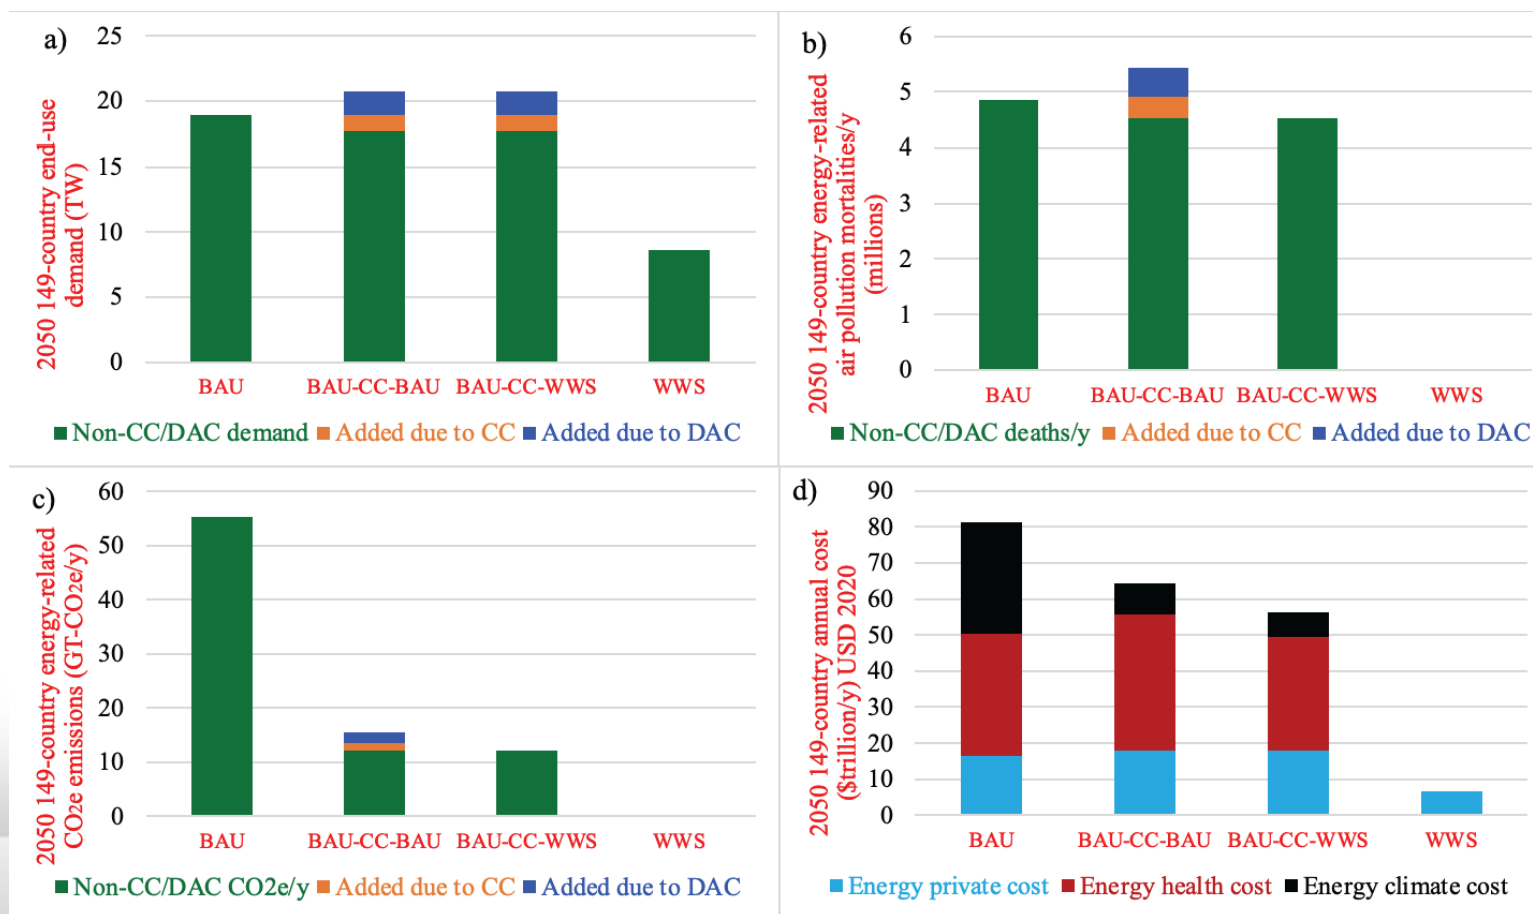 a)
2050 149-country end-use
demand (TW)
25
20
15
10
5
0
BAU BAU-CC-BAU BAU-CC-WWS WWS
Non-CC/DAC demand Added due to CC Added due to DAC
b)
2050 149-country energy-related
air pollution mortalities/y
(millions)
6
5
4
3
2
1
0
BAU BAU-CC-BAU BAU-CC-WWS WWS
Non-CC/DAC deaths/y Added due to CC Added due to DAC
c)
2050 149-country energy-related
CO2e emissions (GT-CO2e/y)
60
50
40
30
20
10
0
BAU BAU-CC-BAU BAU-CC-WWS WWS
Non-CC/DAC CO2e/y Added due to CC Added due to DAC
d)
2050 149-country annual cost
($trillion/y) USD 2020
90
80
70
60
50
40
30
20
10
0
BAU BAU-CC-BAU BAU-CC-WWS WWS
Energy private cost Energy health cost Energy climate cost